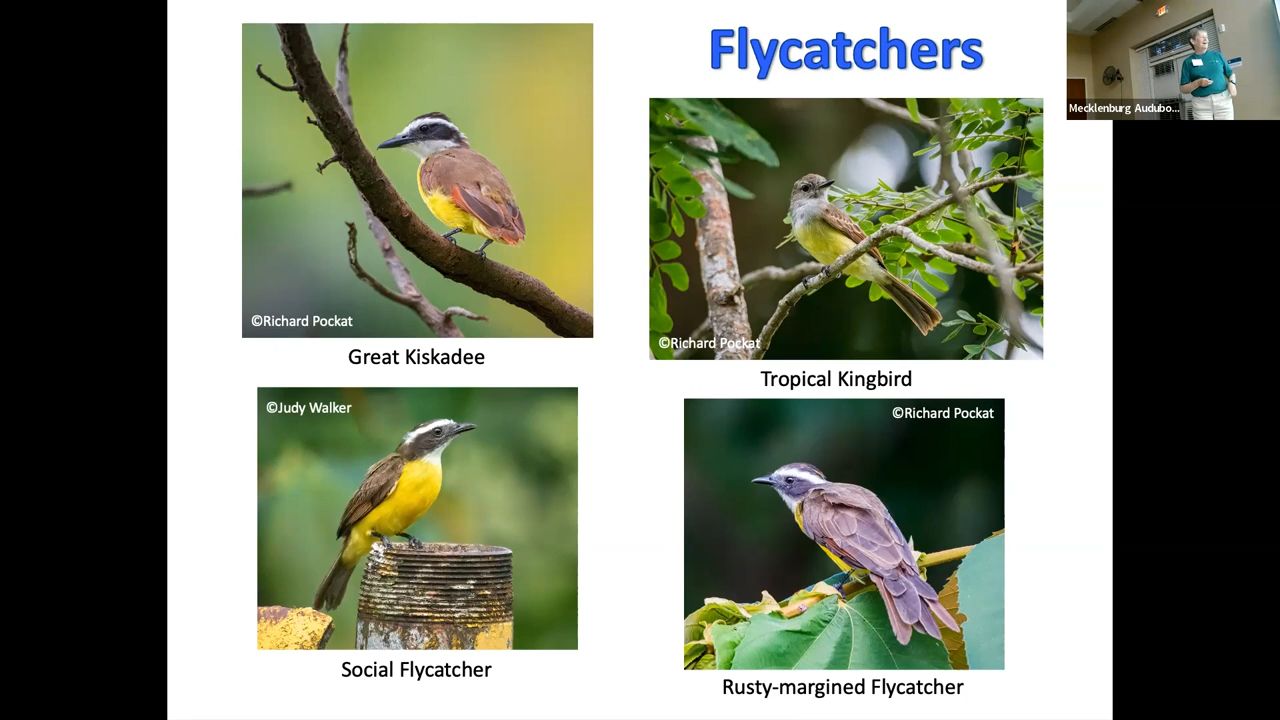 Flycatchers
Mecklenburg Audubo...
©Richard Pockat
Great Kiskadee
©Richard Pockat
Tropical Kingbird
©Judy Walker
Social Flycatcher
©Richard Pockat
Rusty-margined Flycatcher